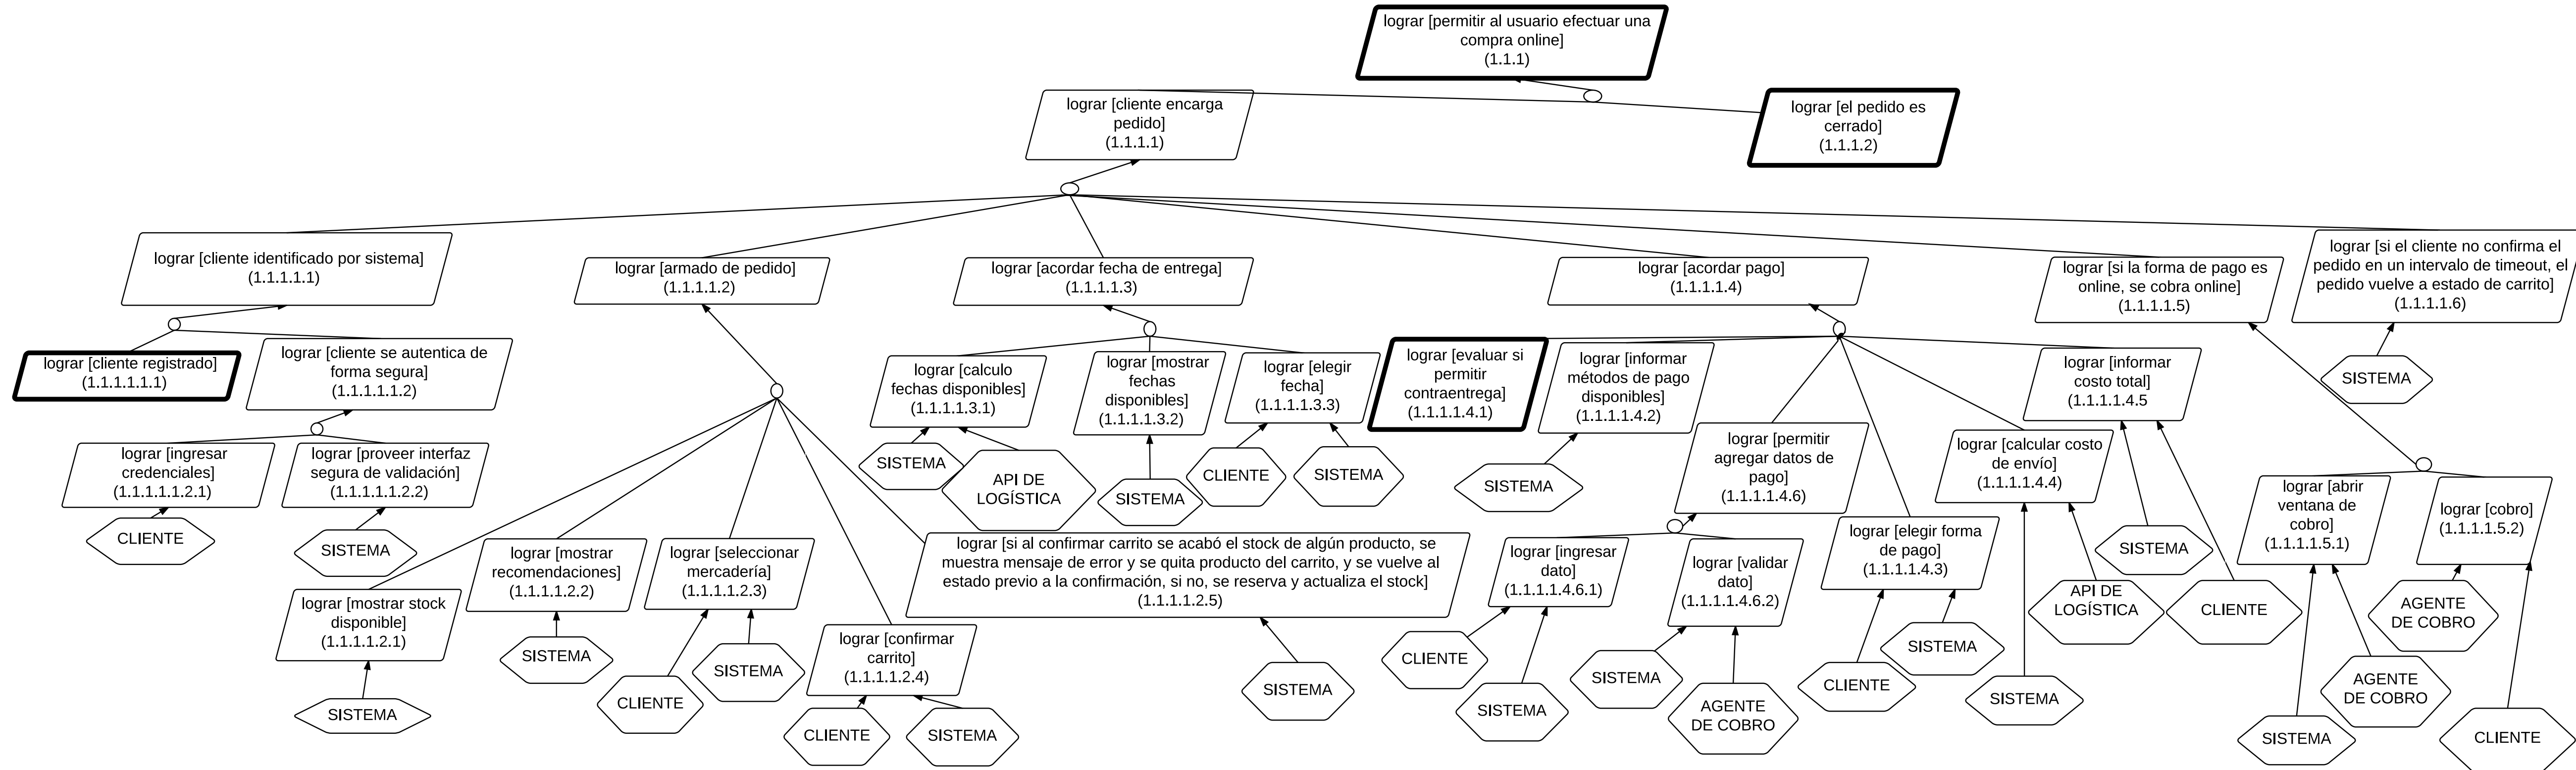 lograr [permitir al usuario efectuar una
compra online]
(1.1.1)
lograr [cliente encarga
pedido]
(1.1.1.1)
lograr [el pedido es
cerrado]
(1.1.1.2)
lograr [cliente identificado por sistema]
(1.1.1.1.1)
lograr [armado de pedido]
(1.1.1.1.2)
lograr [acordar fecha de entrega]
(1.1.1.1.3)
lograr [acordar pago]
(1.1.1.1.4)
lograr [si la forma de pago es
online, se cobra online]
(1.1.1.1.5)
lograr [si el cliente no confirma el
pedido en un intervalo de timeout, el
pedido vuelve a estado de carrito]
(1.1.1.1.6)
SISTEMA
lograr [cliente registrado]
(1.1.1.1.1.1)
lograr [cliente se autentica de
forma segura]
(1.1.1.1.1.2)
lograr [calculo
fechas disponibles]
(1.1.1.1.3.1)
lograr [mostrar
fechas
disponibles]
(1.1.1.1.3.2)
lograr [elegir
fecha]
(1.1.1.1.3.3)
lograr [evaluar si
permitir
contraentrega]
(1.1.1.1.4.1)
lograr [informar
métodos de pago
disponibles]
(1.1.1.1.4.2)
lograr [informar
costo total]
(1.1.1.1.4.5
lograr [ingresar
credenciales]
(1.1.1.1.1.2.1)
lograr [proveer interfaz
segura de validación]
(1.1.1.1.1.2.2)
CLIENTE
SISTEMA
SISTEMA
API DE
LOGÍSTICA
SISTEMA
CLIENTE
SISTEMA
SISTEMA
lograr [permitir
agregar datos de
pago]
(1.1.1.1.4.6)
lograr [calcular costo
de envío]
(1.1.1.1.4.4)
lograr [abrir
ventana de
cobro]
(1.1.1.1.5.1)
lograr [cobro]
(1.1.1.1.5.2)
lograr [mostrar stock
disponible]
(1.1.1.1.2.1)
lograr [mostrar
recomendaciones]
(1.1.1.1.2.2)
lograr [seleccionar
mercadería]
(1.1.1.1.2.3)
lograr [confirmar
carrito]
(1.1.1.1.2.4)
lograr [si al confirmar carrito se acabó el stock de algún producto, se
muestra mensaje de error y se quita producto del carrito, y se vuelve al
estado previo a la confirmación, si no, se reserva y actualiza el stock]
(1.1.1.1.2.5)
lograr [ingresar
dato]
(1.1.1.1.4.6.1)
lograr [validar
dato]
(1.1.1.1.4.6.2)
lograr [elegir forma
de pago]
(1.1.1.1.4.3)
SISTEMA
API DE
LOGÍSTICA
CLIENTE
AGENTE
DE COBRO
SISTEMA
SISTEMA
CLIENTE
SISTEMA
CLIENTE
SISTEMA
SISTEMA
CLIENTE
SISTEMA
SISTEMA
AGENTE
DE COBRO
CLIENTE
SISTEMA
SISTEMA
SISTEMA
AGENTE
DE COBRO
CLIENTE